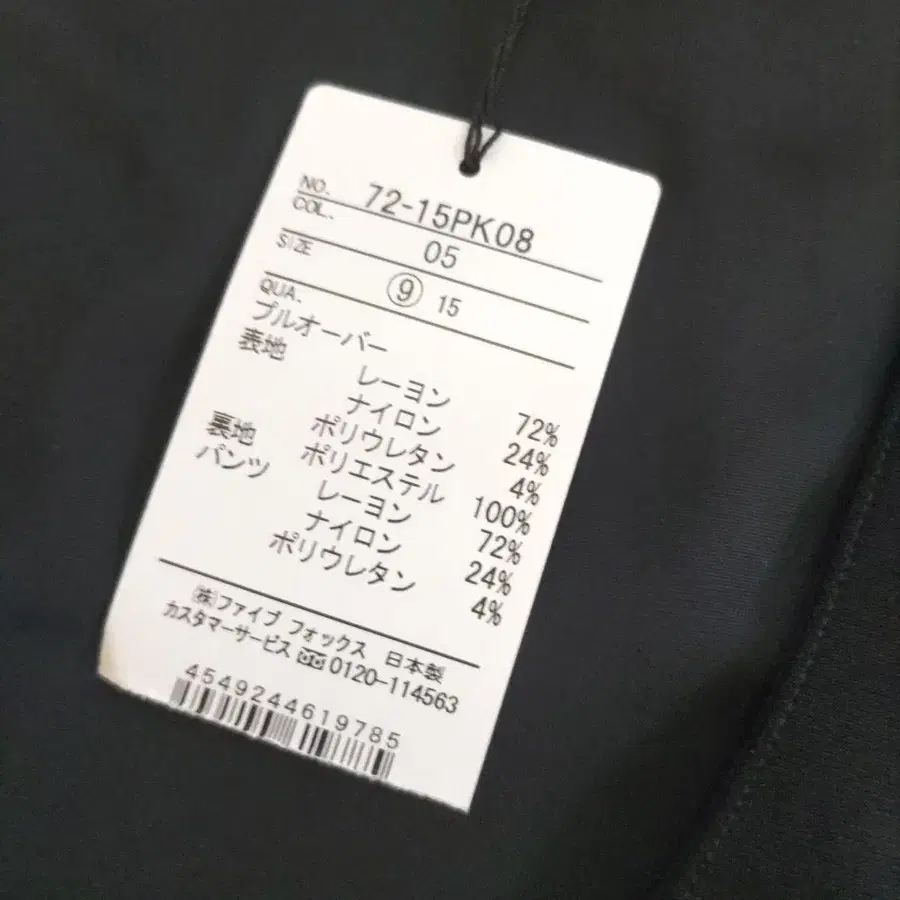 NO. 72-15PK08
COL. 05
SIZE ⑨ 15
QUA.
プルオーバー
表地 レーヨン 72%
ナイロン 24%
ポリウレタン 4%
裏地 ポリエステル 100%
パンツ レーヨン 72%
ナイロン 24%
ポリウレタン 4%
㈱ファイブ フォックス 日本製
カスタマーサービス 0120-114563
4549244619785